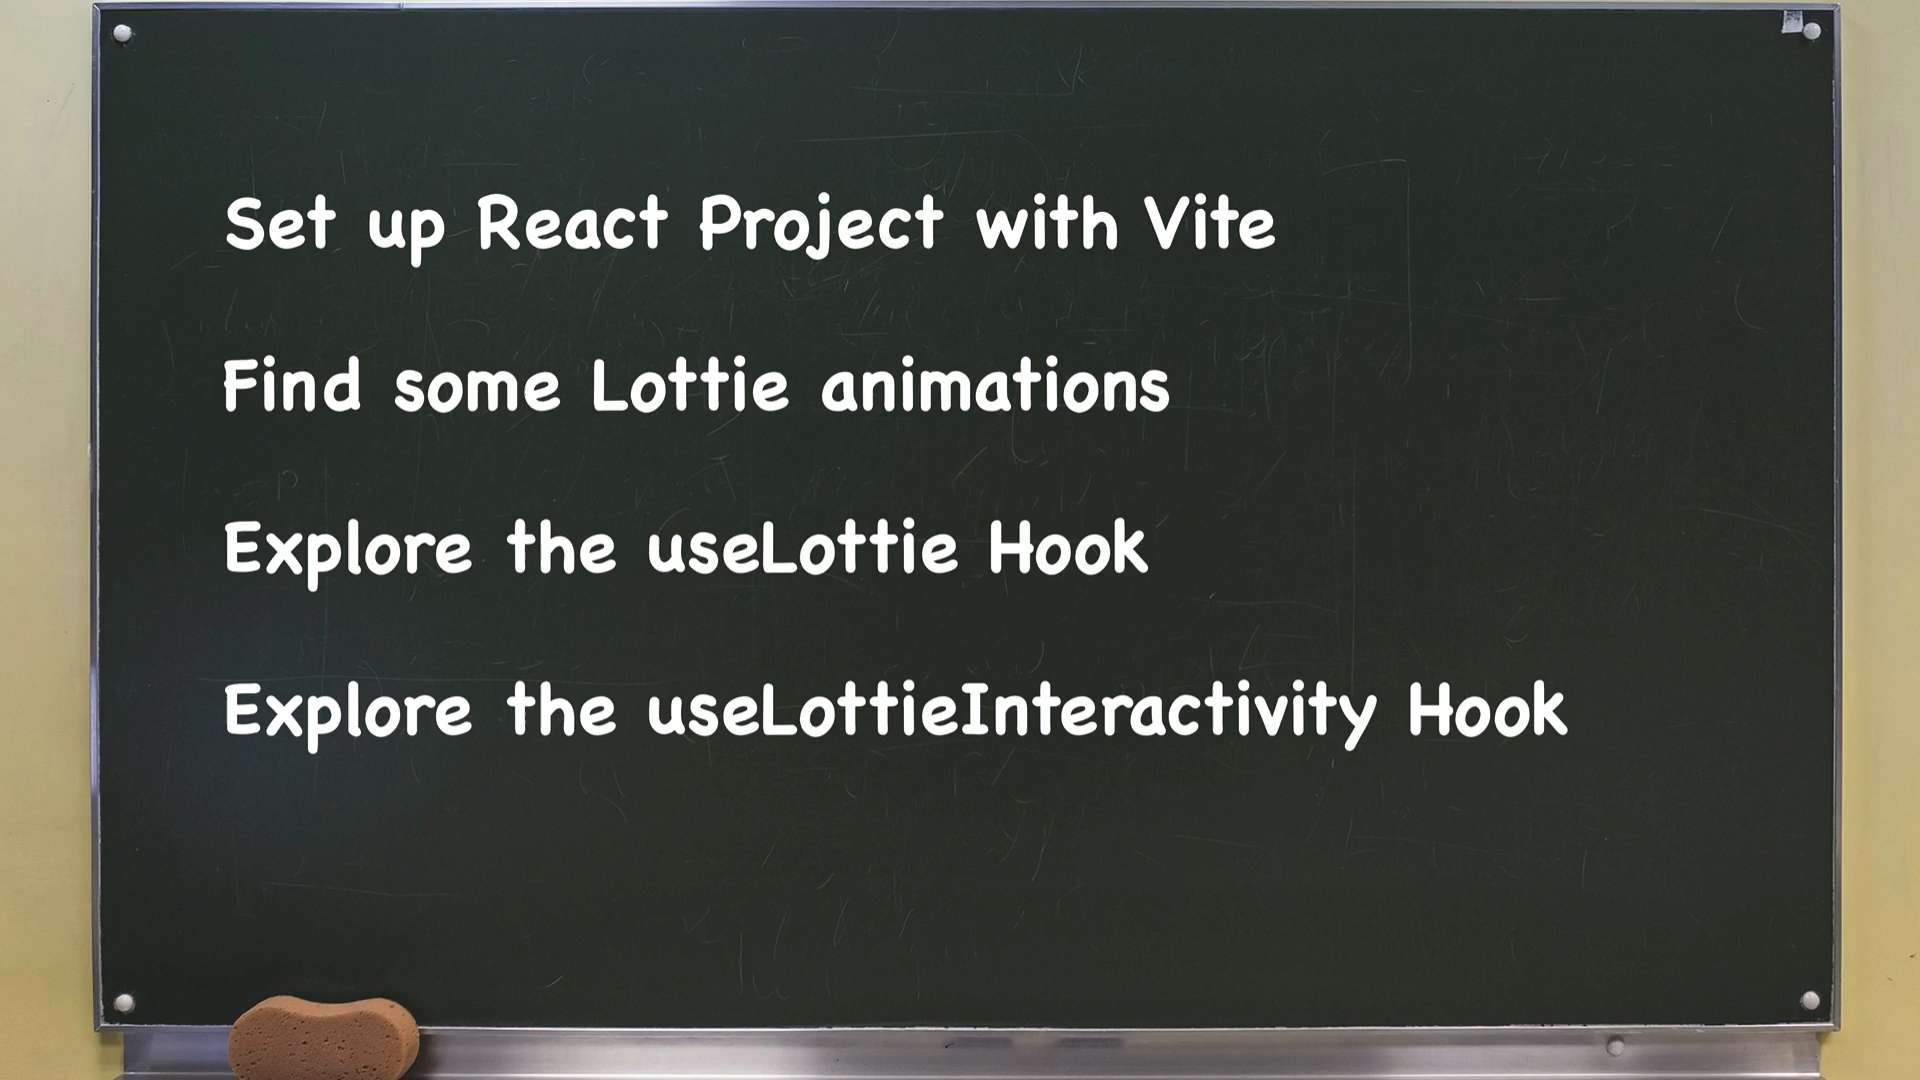 Set up React Project with Vite
Find some Lottie animations
Explore the useLottie Hook
Explore the useLottieInteractivity Hook